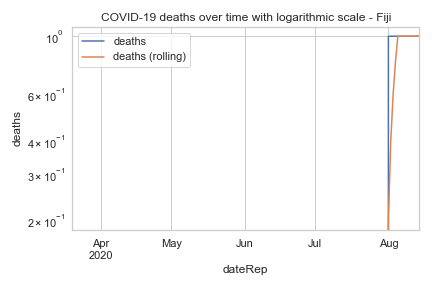 COVID-19 deaths over time with logarithmic scale - Fiji
deaths
deaths (rolling)
10⁰
6 × 10⁻¹
4 × 10⁻¹
3 × 10⁻¹
2 × 10⁻¹
deaths
Apr
2020
May
Jun
Jul
Aug
dateRep